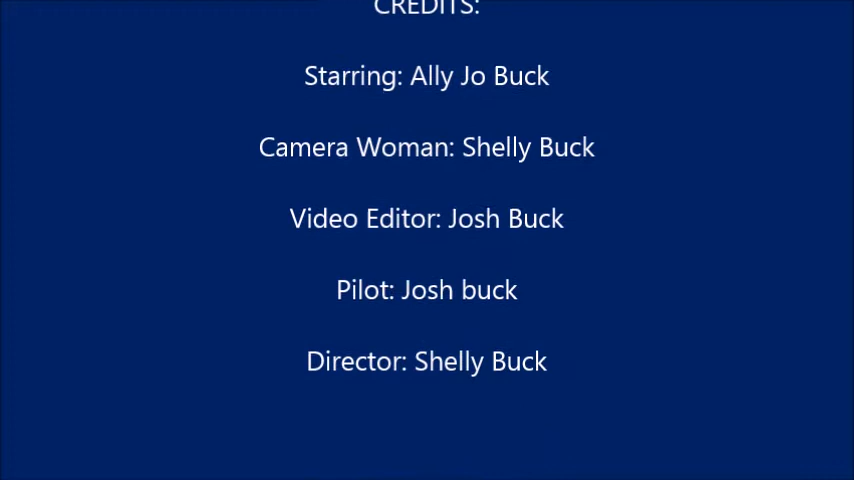 CREDITS:
Starring: Ally Jo Buck
Camera Woman: Shelly Buck
Video Editor: Josh Buck
Pilot: Josh buck
Director: Shelly Buck